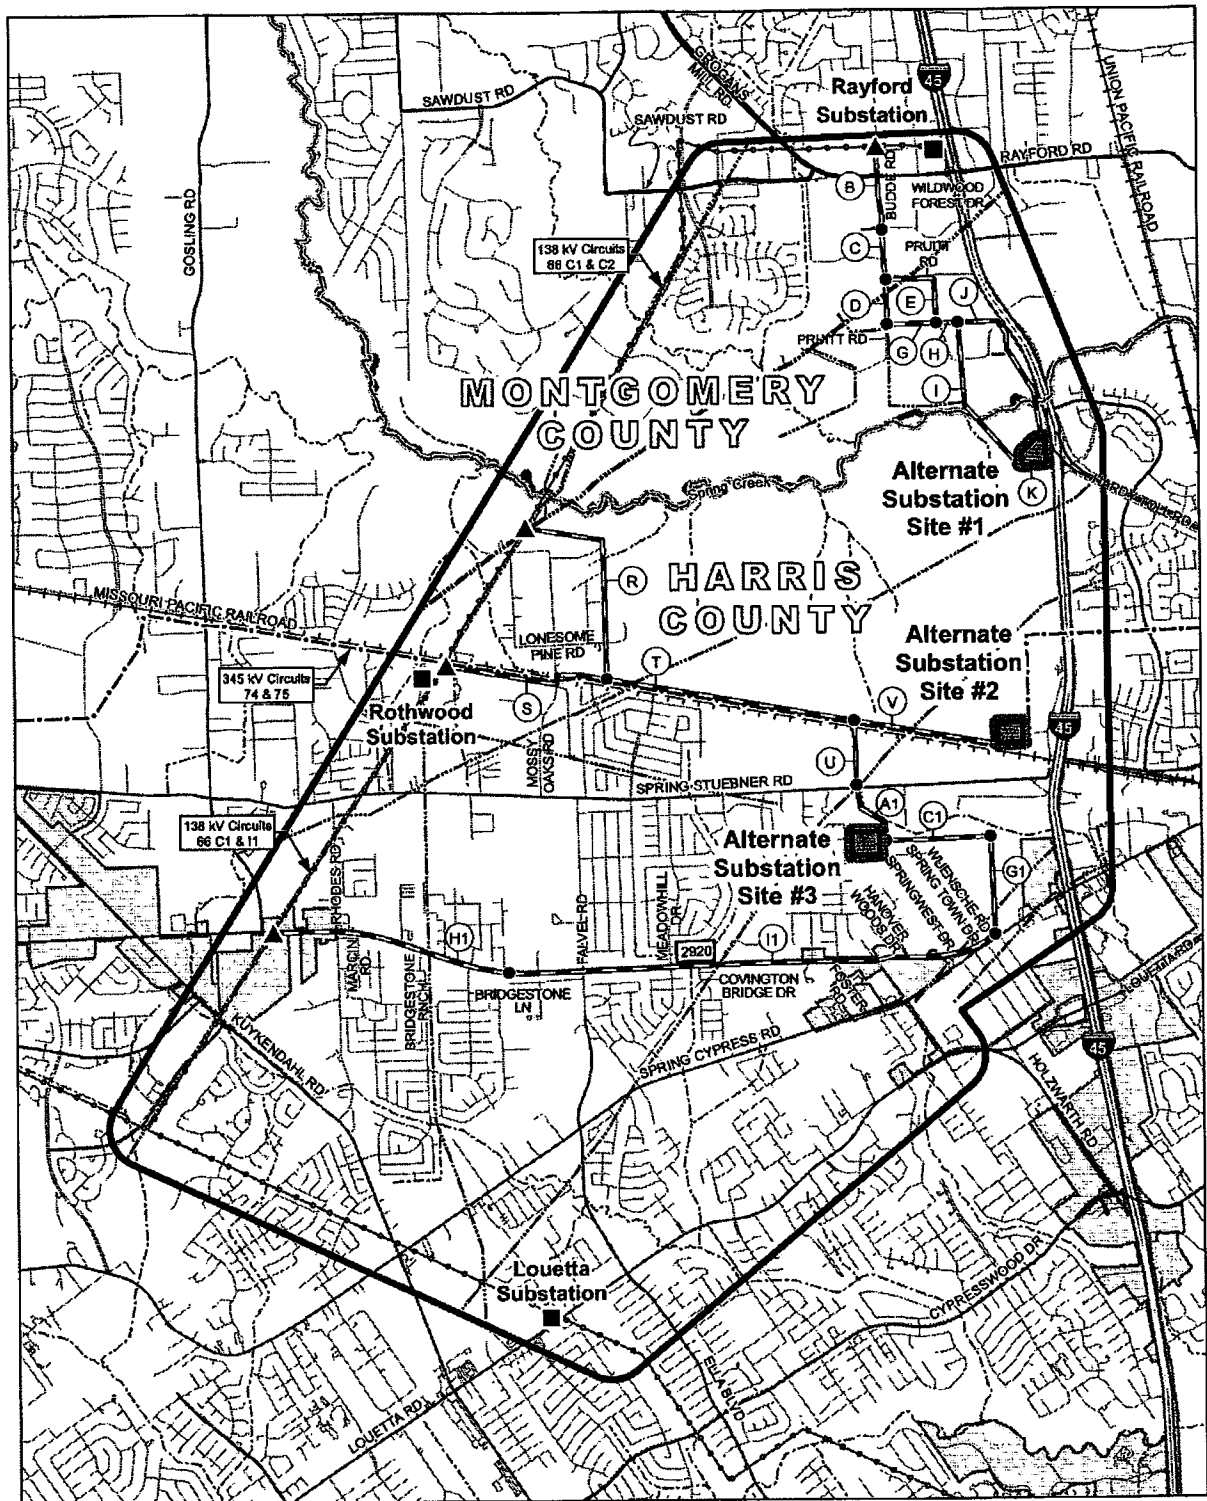 GROGANS
MILL RD
45
UNION PACIFIC RAILROAD
SAWDUST RD
SAWDUST RD
Rayford
Substation
RAYFORD RD
BUDDE RD
B
WILDWOOD
FOREST DR
GOSLING RD
138 kV Circuits
66 C1 & C2
C
PRUITT
RD
D
E
J
PRUITT RD
G
H
I
MONTGOMERY
COUNTY
Alternate
Substation
Site #1
K
Spring Creek
HARRIS
COUNTY
R
MISSOURI PACIFIC RAILROAD
LONESOME
PINE RD
T
Alternate
Substation
Site #2
345 kV Circuits
74 & 75
S
Rothwood
Substation
V
45
MOSSY
OAKS RD
U
SPRING STUEBNER RD
A1
C1
138 kV Circuits
66 C1 & I1
RHODES RD
Alternate
Substation
Site #3
WUENSCHE RD
SPRING TOWN DR
SPRINGWEST DR
HANOVER
WOODS DR
G1
MEADOWHILL
DR
FALVEL RD
H1
2920
I1
MARCIN
RD
BRIDGESTONE
BRIDGESTONE
LN
COVINGTON
BRIDGE DR
FOSTER
RD
KUYKENDAHL RD
SPRING CYPRESS RD
45
HOLZWARTH RD
Louetta
Substation
CYPRESSWOOD DR
ELLA BLVD
LOUETTA RD